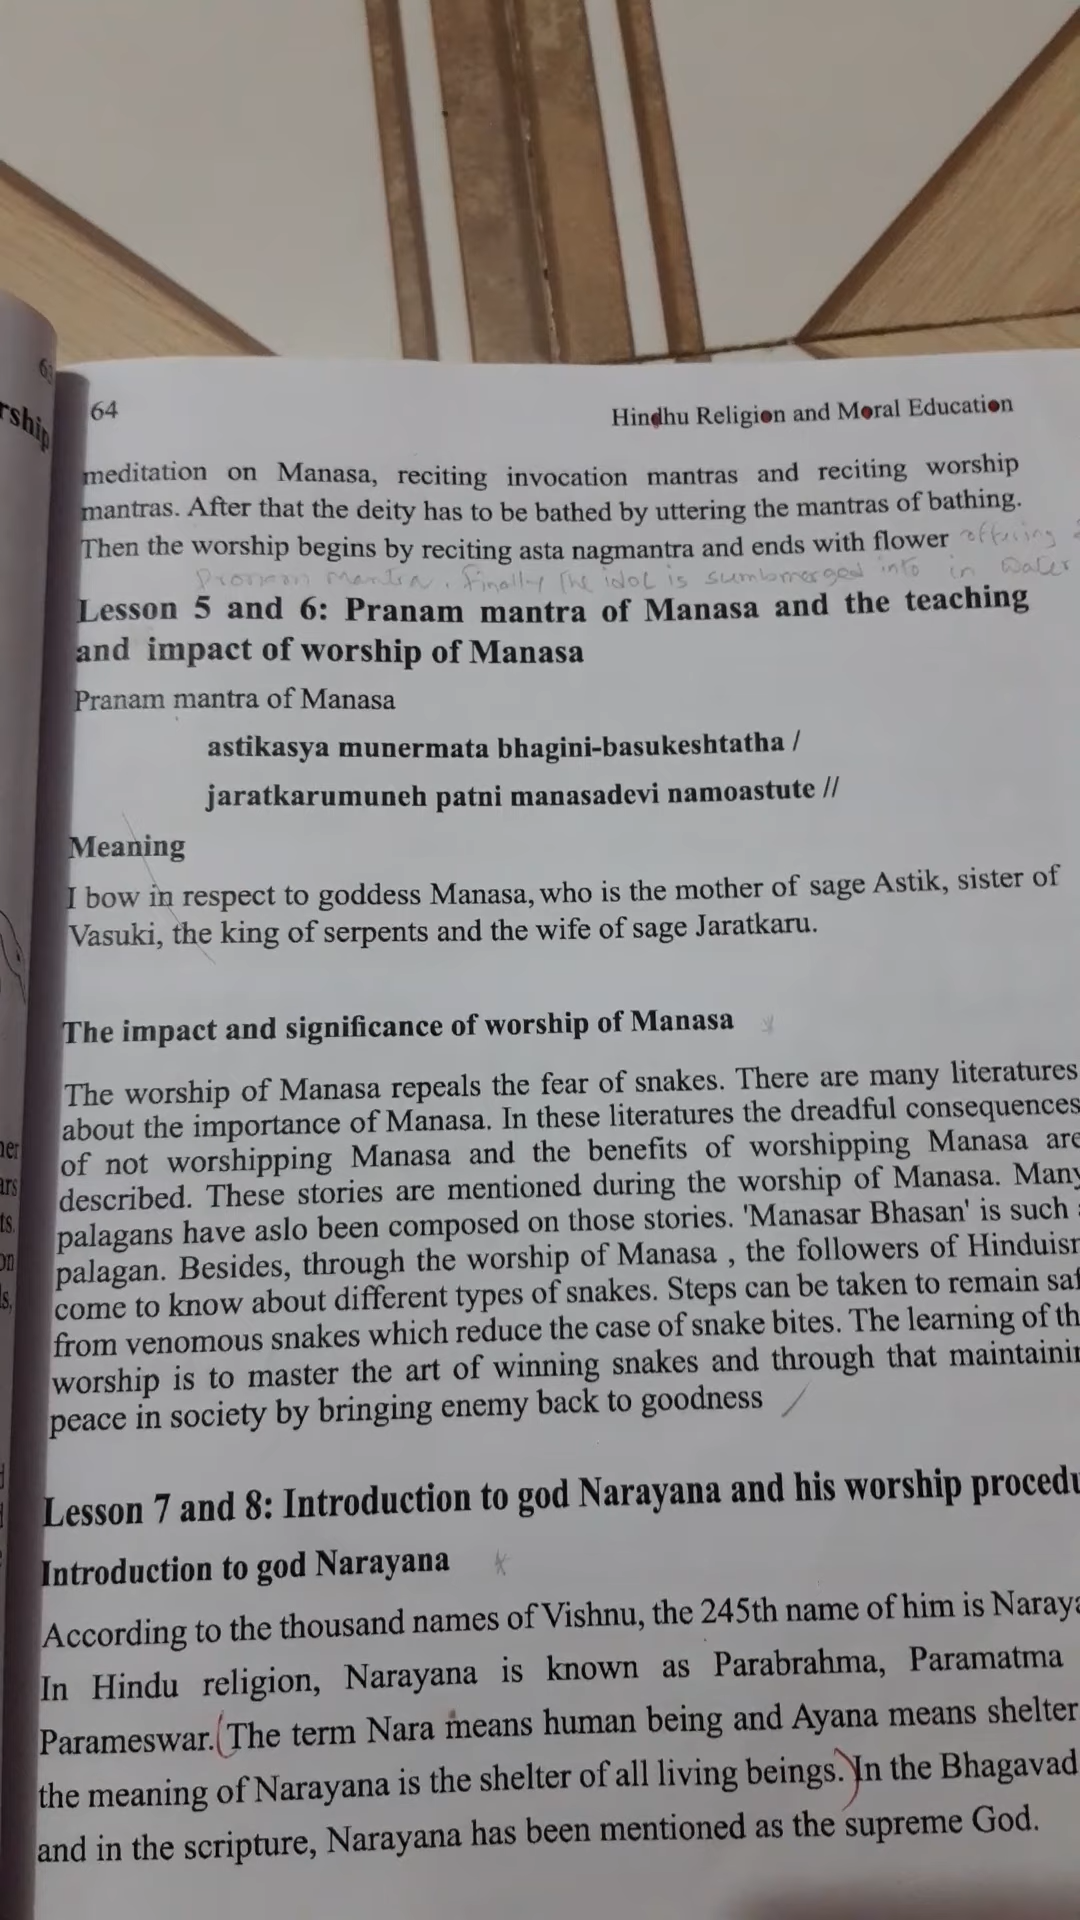 64
Hindhu Religion and Moral Education
meditation on Manasa, reciting invocation mantras and reciting worship
mantras. After that the deity has to be bathed by uttering the mantras of bathing.
Then the worship begins by reciting asta nagmantra and ends with flower offering
mantra. finally the idol is sumbmerged into in water
Lesson 5 and 6: Pranam mantra of Manasa and the teaching
and impact of worship of Manasa
Pranam mantra of Manasa
astikasya munermata bhagini-basukeshtatha /
jaratkarumuneh patni manasadevi namoastute //
Meaning
I bow in respect to goddess Manasa, who is the mother of sage Astik, sister of
Vasuki, the king of serpents and the wife of sage Jaratkaru.
The impact and significance of worship of Manasa
The worship of Manasa repeals the fear of snakes. There are many literatures
about the importance of Manasa. In these literatures the dreadful consequences
of not worshipping Manasa and the benefits of worshipping Manasa are
described. These stories are mentioned during the worship of Manasa. Many
palagans have aslo been composed on those stories. 'Manasar Bhasan' is such
palagan. Besides, through the worship of Manasa , the followers of
come to know about different types of snakes. Steps can be taken to remain
from venomous snakes which reduce the case of snake bites. The learning of
worship is to master the art of winning snakes and through that
peace in society by bringing enemy back to goodness
Lesson 7 and 8: Introduction to god Narayana and his worship
Introduction to god Narayana
According to the thousand names of Vishnu, the 245th name of him is
In Hindu religion, Narayana is known as Parabrahma, Paramatma
Parameswar. (The term Nara means human being and Ayana means shelter
the meaning of Narayana is the shelter of all living beings.) In the Bhagavad
and in the scripture, Narayana has been mentioned as the supreme God.